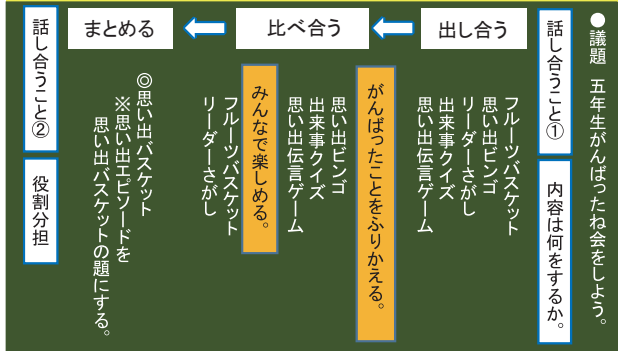 ●議題 五年生がんばったね会をしよう。
話し合うこと①
内容は何をするか。
出し合う
フルーツバスケット
思い出ビンゴ
リーダーさがし
出来事クイズ
思い出伝言ゲーム
比べ合う
がんばったことをふりかえる。
思い出ビンゴ
出来事クイズ
思い出伝言ゲーム
みんなで楽しめる。
フルーツバスケット
リーダーさがし
まとめる
◎思い出バスケット
※思い出エピソードを
思い出バスケットの題にする。
話し合うこと②
役割分担